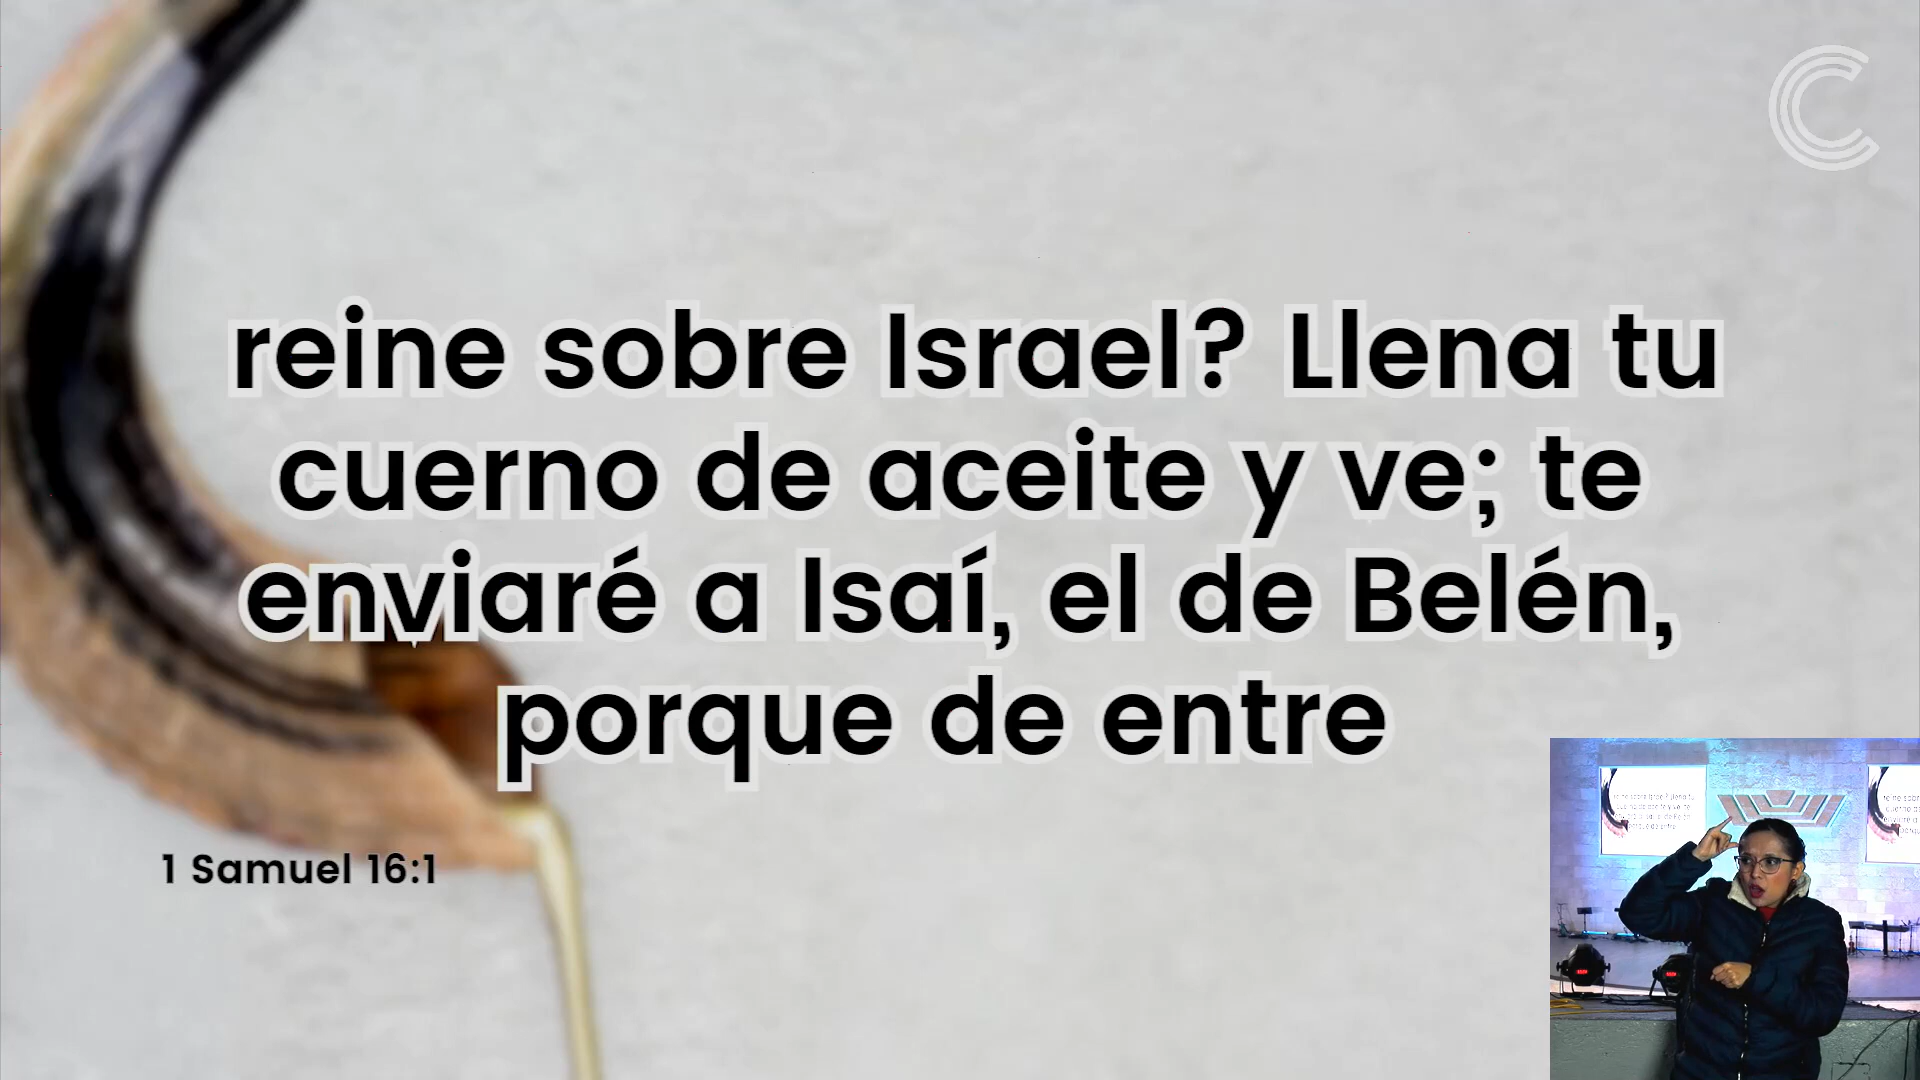 reine sobre Israel? Llena tu
cuerno de aceite y ve; te
enviaré a Isaí, el de Belén,
porque de entre
1 Samuel 16:1